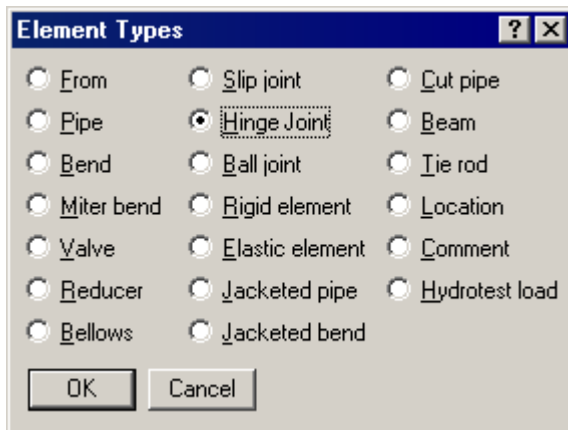 Element Types
From
Slip joint
Cut pipe
Pipe
Hinge Joint
Beam
Bend
Ball joint
Tie rod
Miter bend
Rigid element
Location
Valve
Elastic element
Comment
Reducer
Jacketed pipe
Hydrotest load
Bellows
Jacketed bend
OK
Cancel